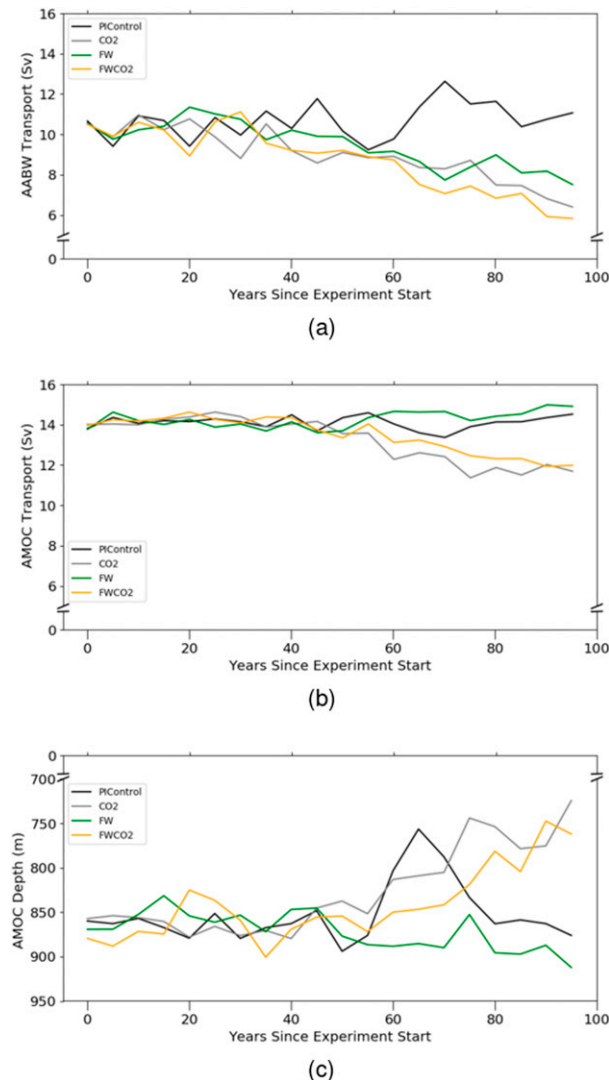 16
14
12
10
8
6
0
AABW Transport (Sv)
PIControl
CO2
FW
FWCO2
0 20 40 60 80 100
Years Since Experiment Start
(a)
16
14
12
10
8
6
0
AMOC Transport (Sv)
PIControl
CO2
FW
FWCO2
0 20 40 60 80 100
Years Since Experiment Start
(b)
0
700
750
800
850
900
950
AMOC Depth (m)
PIControl
CO2
FW
FWCO2
0 20 40 60 80 100
Years Since Experiment Start
(c)